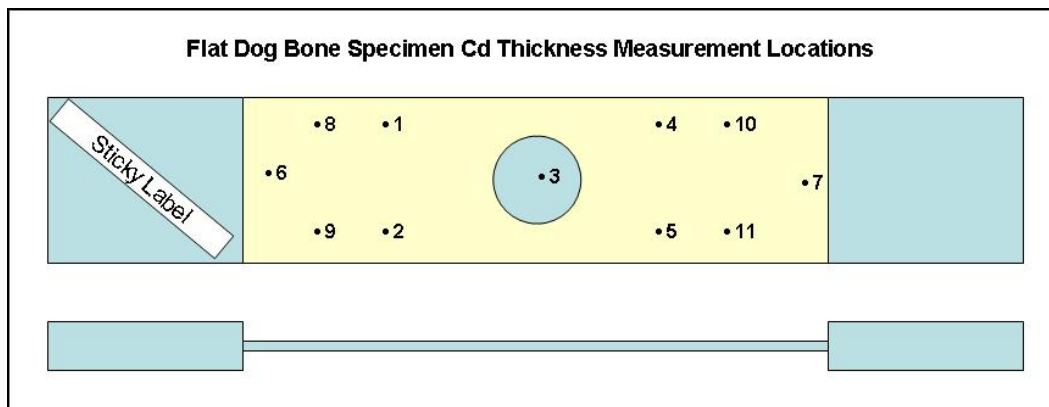 Flat Dog Bone Specimen Cd Thickness Measurement Locations
Sticky Label
•8 •1 •4 •10
•6 •3 •7
•9 •2 •5 •11